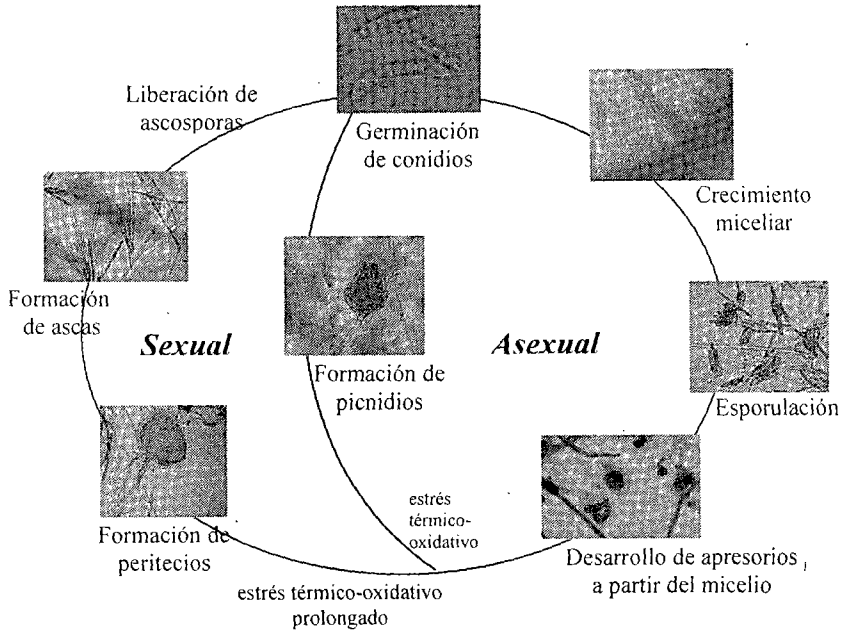 Liberación de
ascosporas
Germinación
de conidios
Crecimiento
miceliar
Formación
de ascas
Sexual
Asexual
Formación de
picnidios
Esporulación
Formación de
peritecios
estrés
térmico-
oxidativo
Desarrollo de apresorios
a partir del micelio
estrés térmico-oxidativo
prolongado